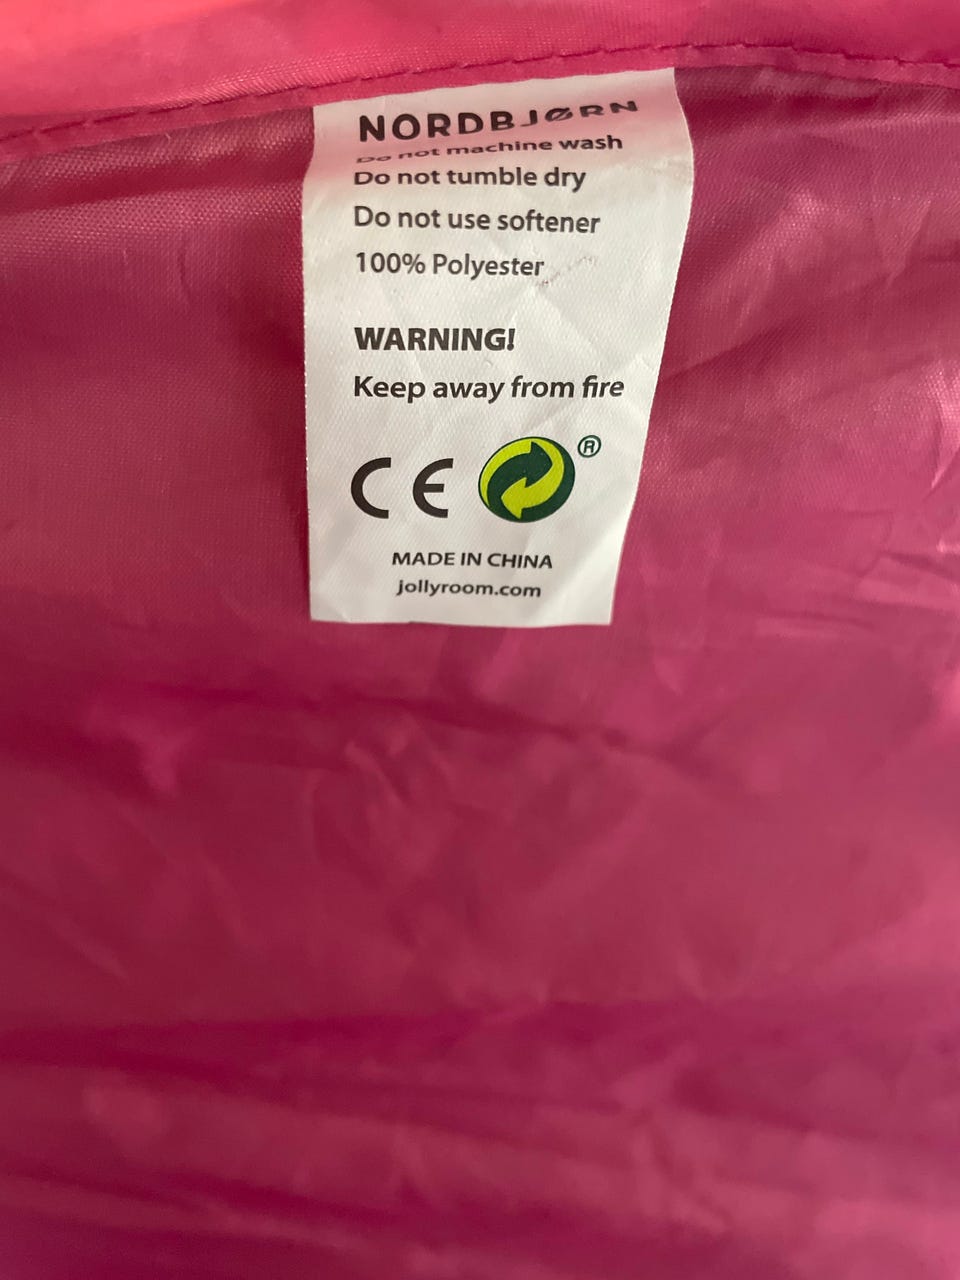 NORDBJØRN
Do not machine wash
Do not tumble dry
Do not use softener
100% Polyester
WARNING!
Keep away from fire
CE ®
MADE IN CHINA
jollyroom.com